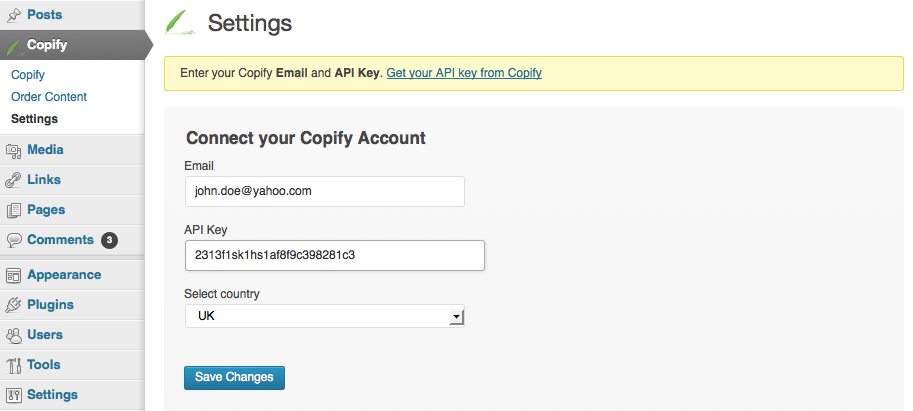 Posts
Copify
Copify
Order Content
Settings
Media
Links
Pages
Comments 3
Appearance
Plugins
Users
Tools
Settings
Settings
Enter your Copify Email and API Key. Get your API key from Copify
Connect your Copify Account
Email
john.doe@yahoo.com
API Key
2313f1sk1hs1af8f9c398281c3
Select country
UK
Save Changes